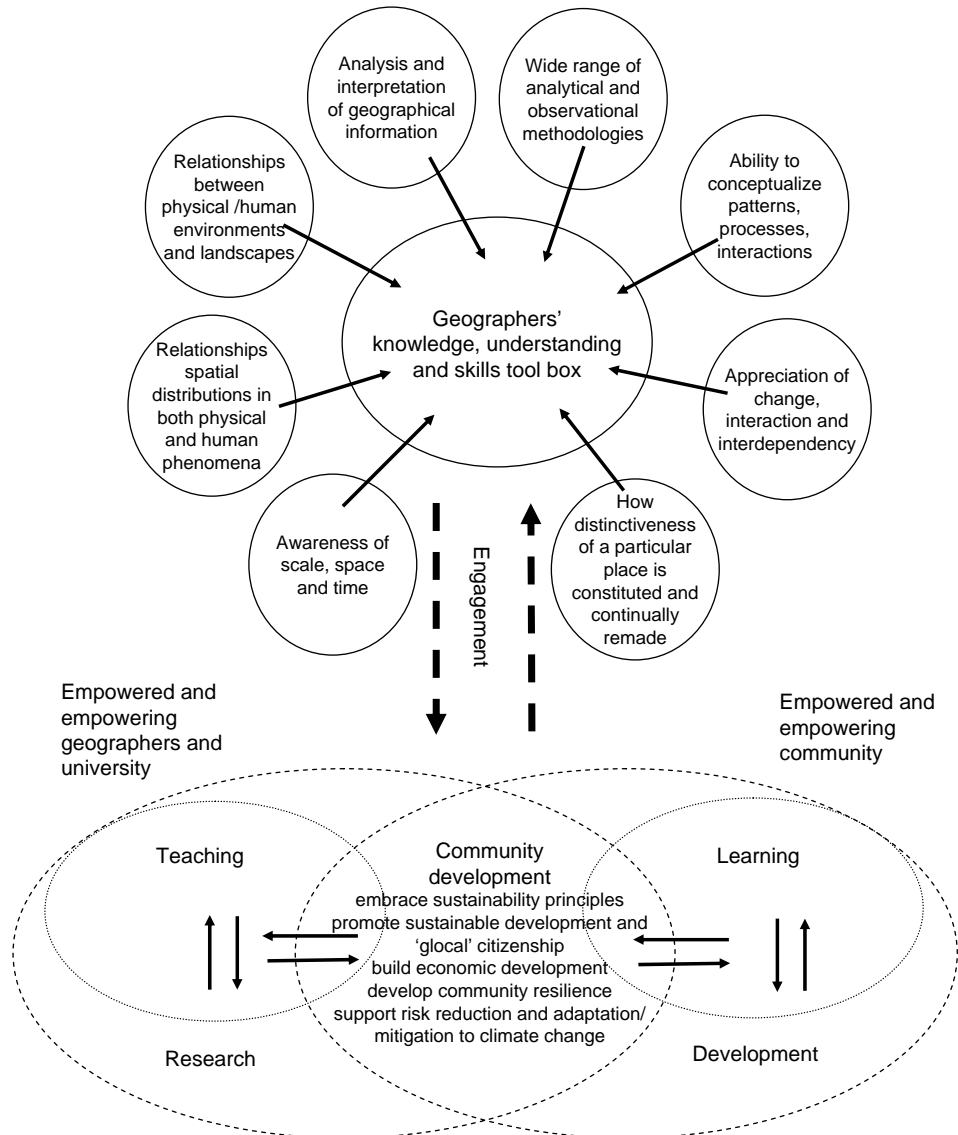 Analysis and
interpretation
of geographical
information
Wide range of
analytical and
observational
methodologies
Relationships
between
physical /human
environments
and landscapes
Ability to
conceptualize
patterns,
processes,
interactions
Geographers’
knowledge, understanding
and skills tool box
Relationships
spatial
distributions in
both physical
and human
phenomena
Appreciation of
change,
interaction and
interdependency
Awareness of
scale, space
and time
How
distinctiveness
of a particular
place is
constituted and
continually
remade
Engagement
Empowered and
empowering
geographers and
university
Empowered and
empowering
community
Teaching
Community
development
embrace sustainability principles
promote sustainable development and
‘glocal’ citizenship
build economic development
develop community resilience
support risk reduction and adaptation/
mitigation to climate change
Learning
Research
Development